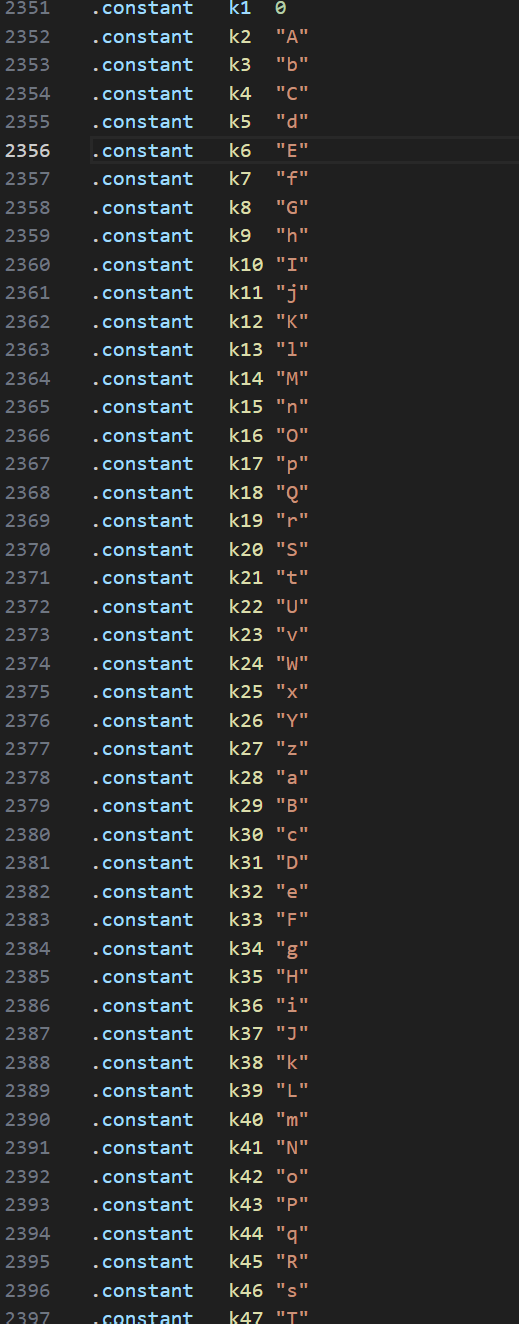 2351 .constant k1 0
2352 .constant k2 "A"
2353 .constant k3 "b"
2354 .constant k4 "C"
2355 .constant k5 "d"
2356 .constant k6 "E"
2357 .constant k7 "f"
2358 .constant k8 "G"
2359 .constant k9 "h"
2360 .constant k10 "I"
2361 .constant k11 "j"
2362 .constant k12 "K"
2363 .constant k13 "l"
2364 .constant k14 "M"
2365 .constant k15 "n"
2366 .constant k16 "O"
2367 .constant k17 "p"
2368 .constant k18 "Q"
2369 .constant k19 "r"
2370 .constant k20 "S"
2371 .constant k21 "t"
2372 .constant k22 "U"
2373 .constant k23 "v"
2374 .constant k24 "W"
2375 .constant k25 "x"
2376 .constant k26 "Y"
2377 .constant k27 "z"
2378 .constant k28 "a"
2379 .constant k29 "B"
2380 .constant k30 "c"
2381 .constant k31 "D"
2382 .constant k32 "e"
2383 .constant k33 "F"
2384 .constant k34 "g"
2385 .constant k35 "H"
2386 .constant k36 "i"
2387 .constant k37 "J"
2388 .constant k38 "k"
2389 .constant k39 "L"
2390 .constant k40 "m"
2391 .constant k41 "N"
2392 .constant k42 "o"
2393 .constant k43 "P"
2394 .constant k44 "q"
2395 .constant k45 "R"
2396 .constant k46 "s"
2397 .constant k47 "T"